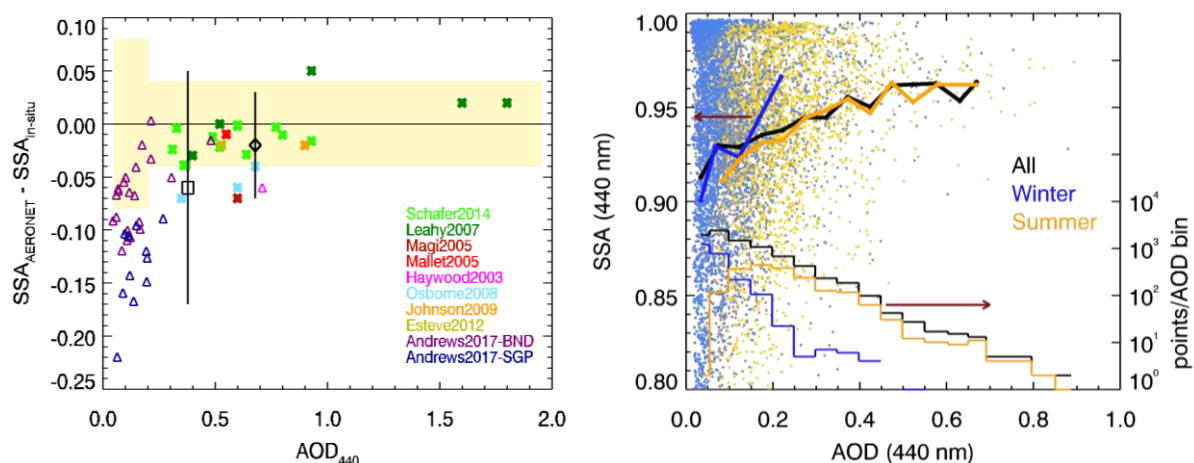 SSA_AERONET - SSA_in-situ
0.10
0.05
0.00
-0.05
-0.10
-0.15
-0.20
-0.25
Schafer2014
Leahy2007
Magi2005
Mallet2005
Haywood2003
Osborne2008
Johnson2009
Esteve2012
Andrews2017-BND
Andrews2017-SGP
0.0 0.5 1.0 1.5 2.0
AOD_440
SSA (440 nm)
1.00
0.95
0.90
0.85
0.80
All
Winter
Summer
10^4
10^3
10^2
10^1
10^0
points/AOD bin
0.0 0.2 0.4 0.6 0.8 1.0
AOD (440 nm)